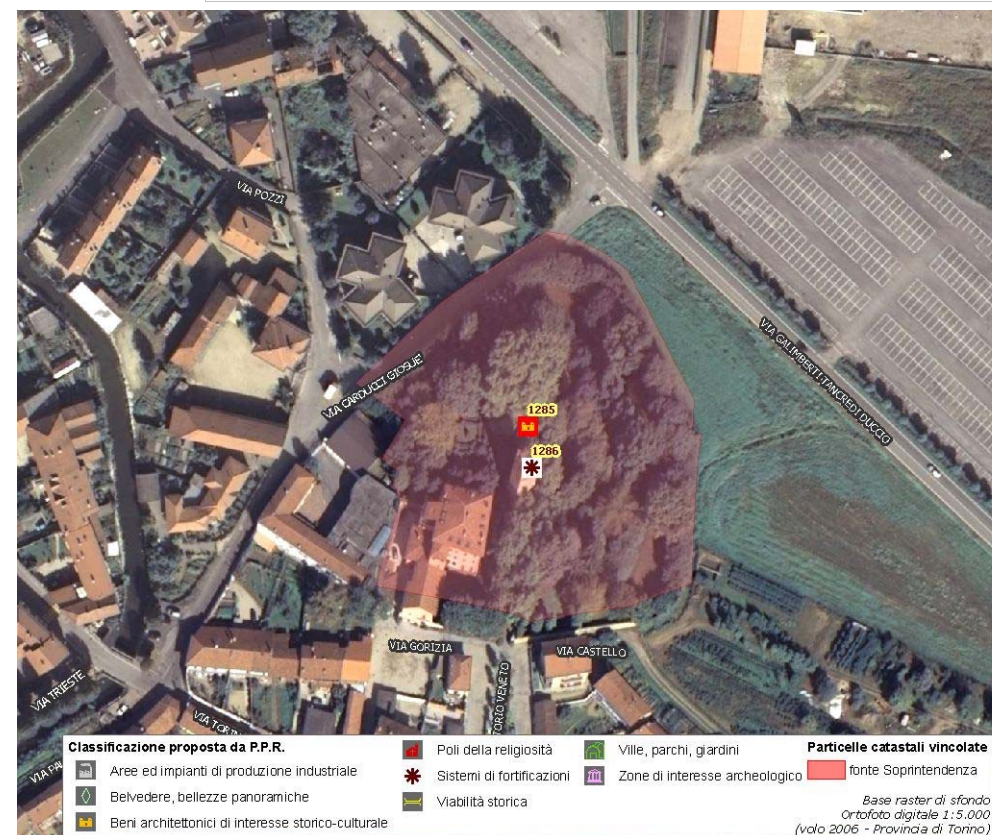 VIA POZZI
VIA CARDUCCI GIOSUE'
VIA GALIMBERTI TANCREDI DUCCIO
1285
1286
VIA GORIZIA
VIA CASTELLO
VIA TRIESTE
Classificazione proposta da P.P.R.
Aree ed impianti di produzione industriale
Belvedere, bellezze panoramiche
Beni architettonici di interesse storico-culturale
Poli della religiosità
Sistemi di fortificazioni
Viabilità storica
Ville, parchi, giardini
Zone di interesse archeologico
Particelle catastali vincolate
fonte Soprintendenza
Base raster di sfondo
Ortofoto digitale 1:5.000
(volo 2006 - Provincia di Torino)